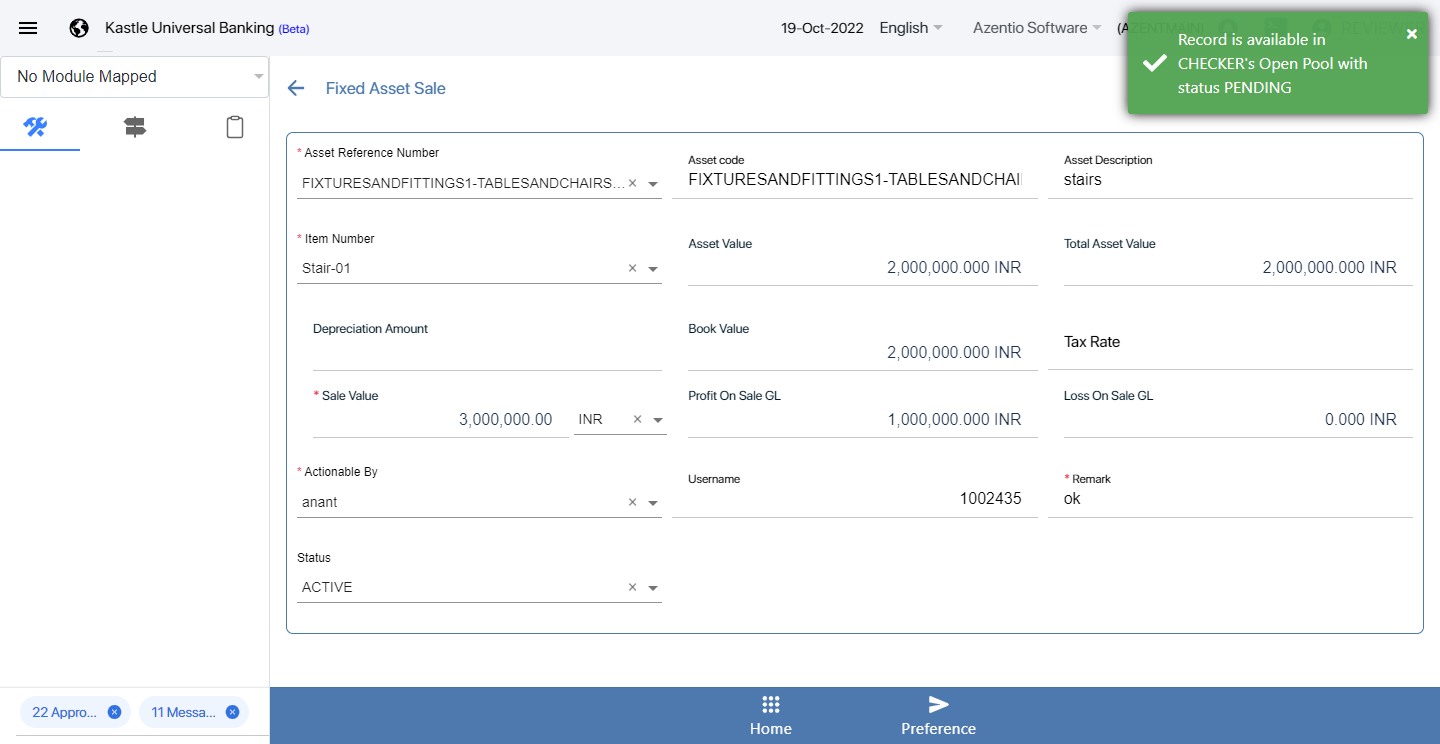 Kastle Universal Banking (Beta)
19-Oct-2022
English
Azentio Software
(AZENTMAIN)
REVIEWER
Record is available in
CHECKER's Open Pool with
status PENDING
No Module Mapped
Fixed Asset Sale
* Asset Reference Number
FIXTURESANDFITTINGS1-TABLESANDCHAIRS...
Asset code
FIXTURESANDFITTINGS1-TABLESANDCHAI
Asset Description
stairs
* Item Number
Stair-01
Asset Value
2,000,000.000 INR
Total Asset Value
2,000,000.000 INR
Depreciation Amount
Book Value
2,000,000.000 INR
Tax Rate
* Sale Value
3,000,000.00
INR
Profit On Sale GL
1,000,000.000 INR
Loss On Sale GL
0.000 INR
* Actionable By
anant
Username
1002435
* Remark
ok
Status
ACTIVE
22 Appro...
11 Messa...
Home
Preference